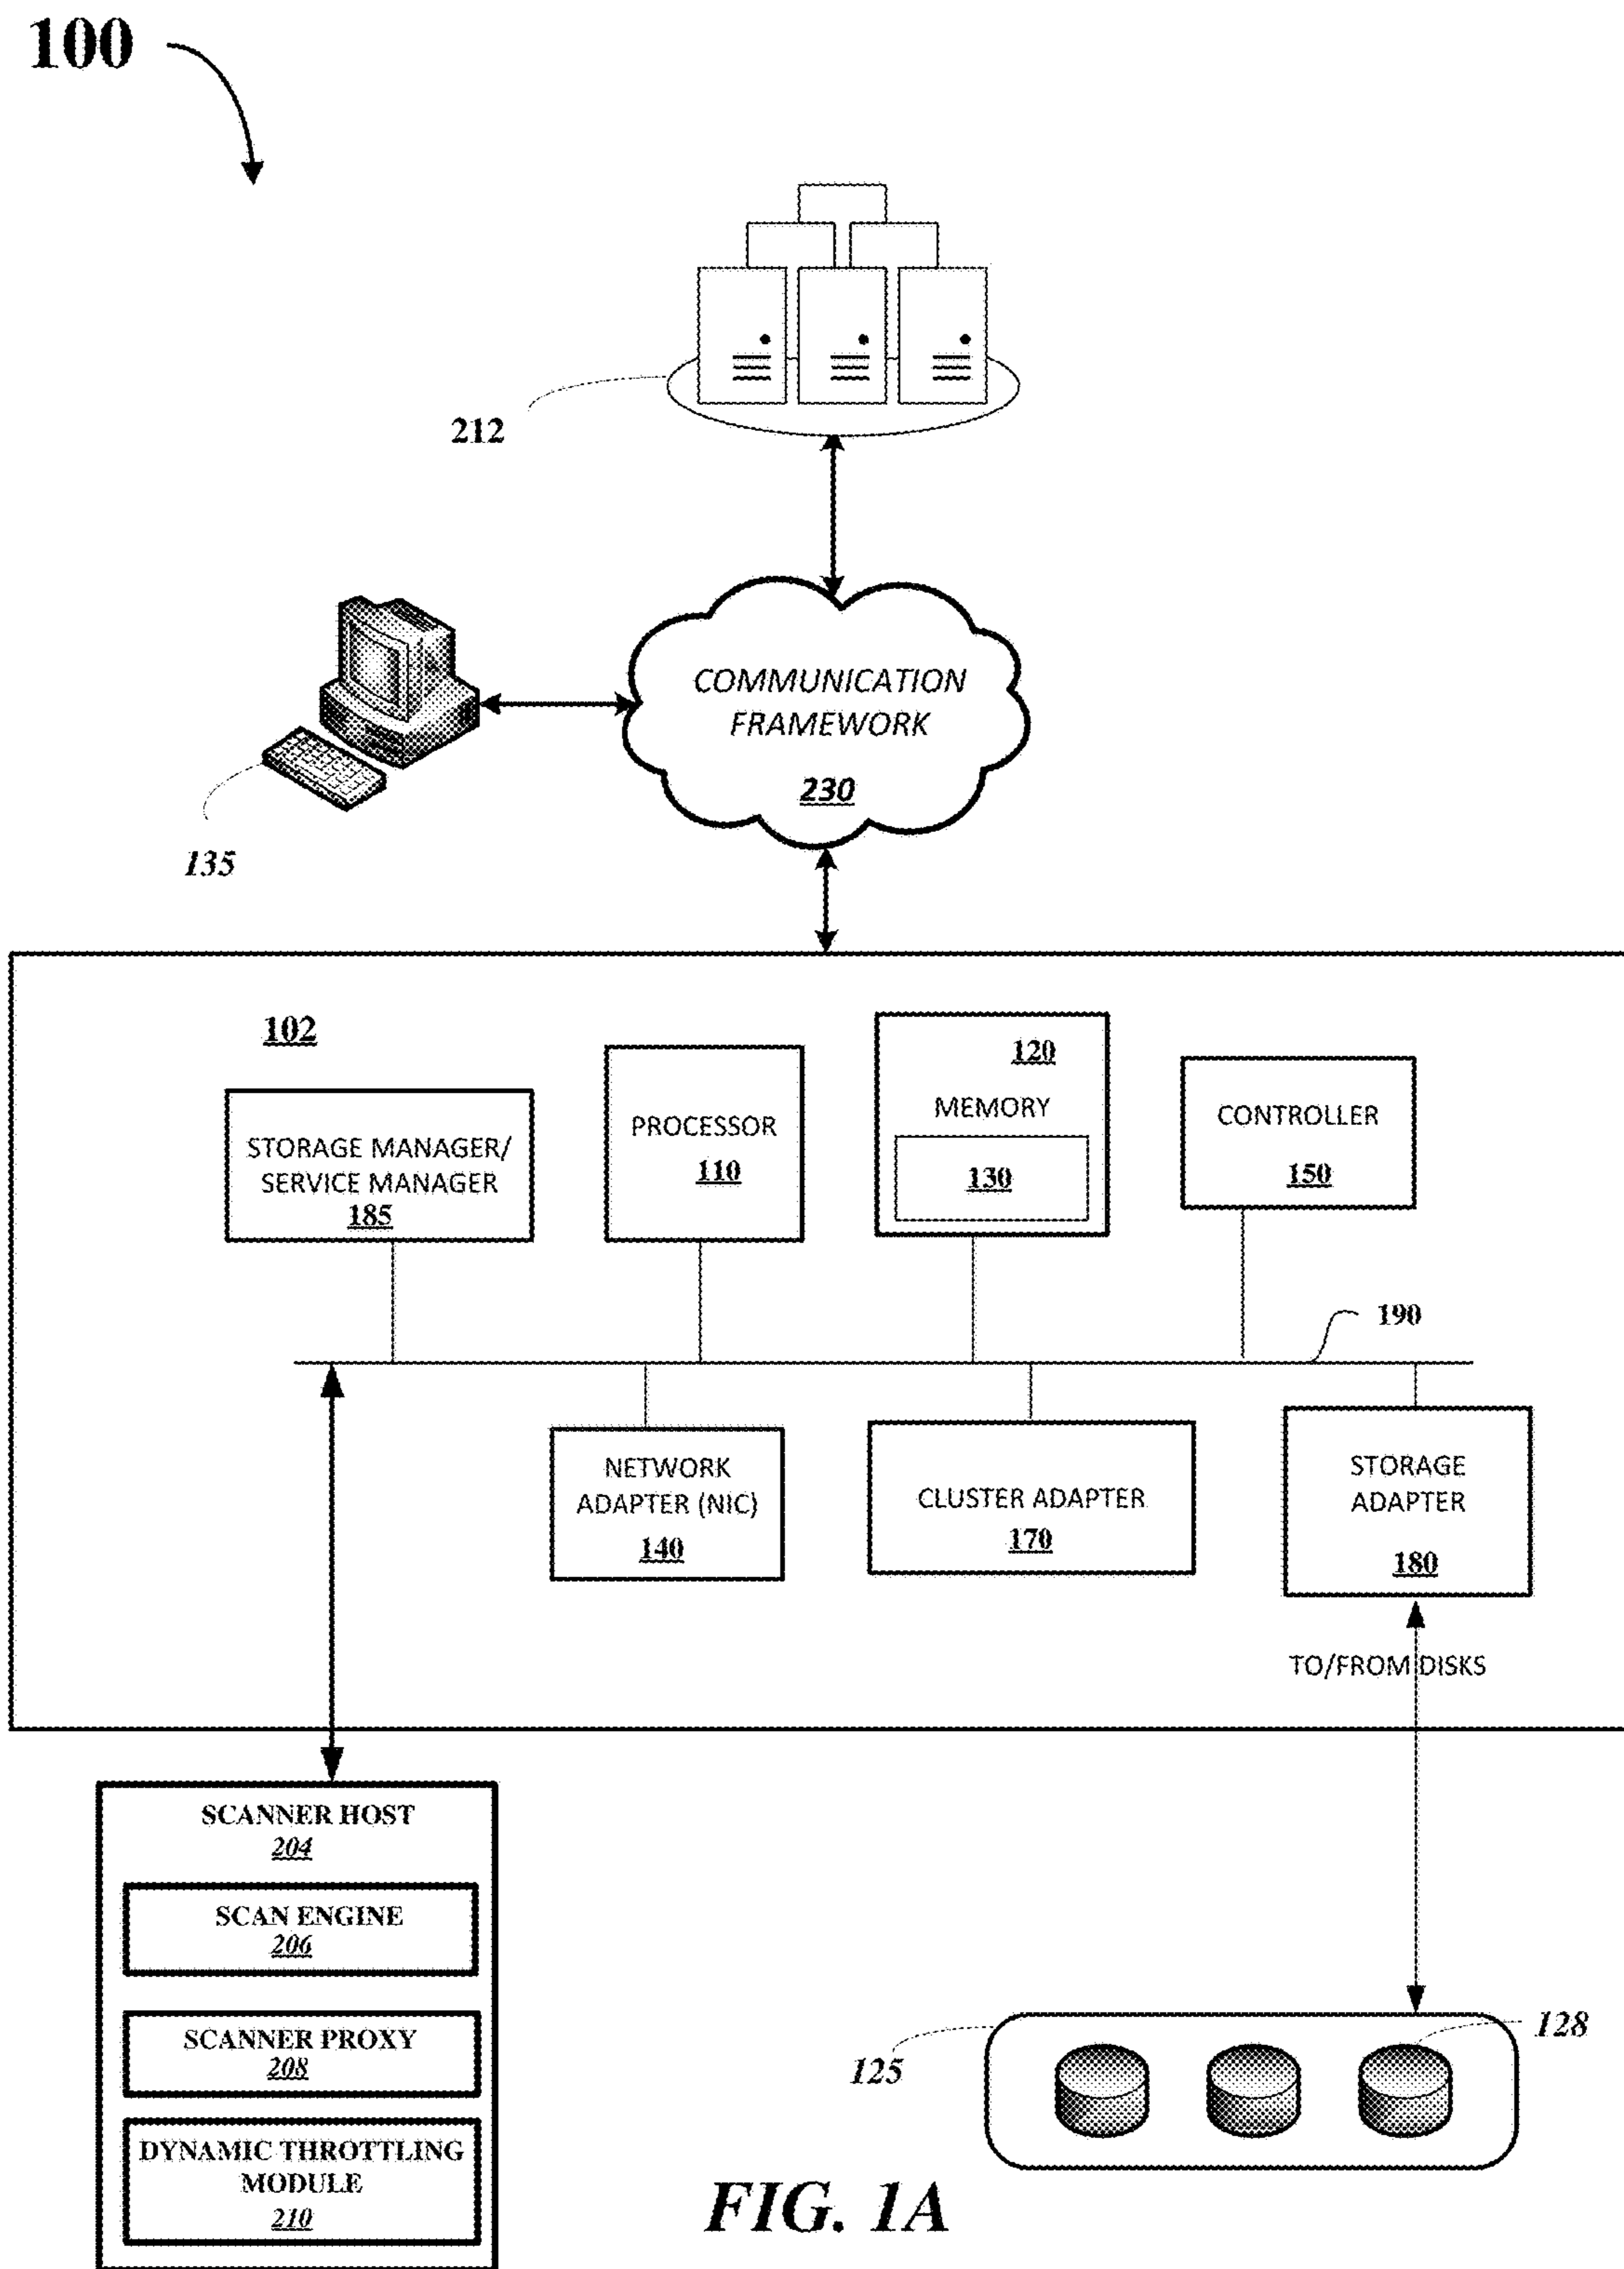 100
212
COMMUNICATION
FRAMEWORK
230
135
102
120
MEMORY
130
PROCESSOR
110
CONTROLLER
150
STORAGE MANAGER/
SERVICE MANAGER
185
190
NETWORK
ADAPTER (NIC)
140
CLUSTER ADAPTER
170
STORAGE
ADAPTER
180
TO/FROM DISKS
SCANNER HOST
204
SCAN ENGINE
206
SCANNER PROXY
208
DYNAMIC THROTTLING
MODULE
210
125
128
FIG. 1A